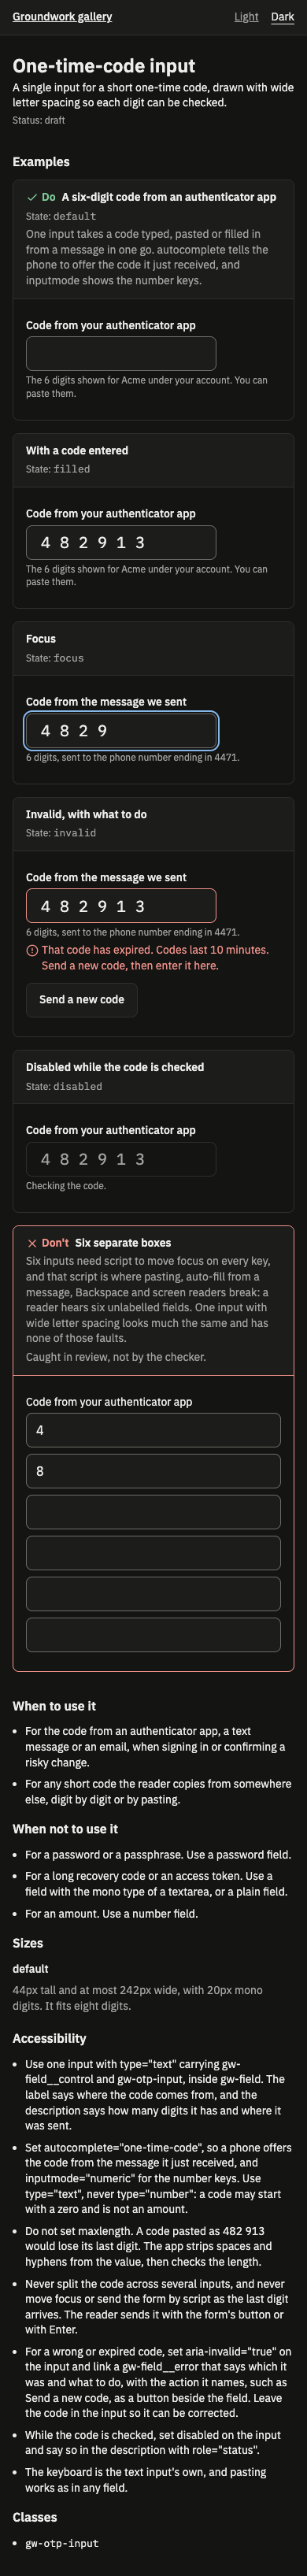 Groundwork gallery
Light
Dark
One-time-code input
A single input for a short one-time code, drawn with wide
letter spacing so each digit can be checked.
Status: draft
Examples
Do A six-digit code from an authenticator app
State: default
One input takes a code typed, pasted or filled in
from a message in one go. autocomplete tells the
phone to offer the code it just received, and
inputmode shows the number keys.
Code from your authenticator app
The 6 digits shown for Acme under your account. You can
paste them.
With a code entered
State: filled
Code from your authenticator app
4 8 2 9 1 3
The 6 digits shown for Acme under your account. You can
paste them.
Focus
State: focus
Code from the message we sent
4 8 2 9
6 digits, sent to the phone number ending in 4471.
Invalid, with what to do
State: invalid
Code from the message we sent
4 8 2 9 1 3
6 digits, sent to the phone number ending in 4471.
That code has expired. Codes last 10 minutes.
Send a new code, then enter it here.
Send a new code
Disabled while the code is checked
State: disabled
Code from your authenticator app
4 8 2 9 1 3
Checking the code.
Don't Six separate boxes
Six inputs need script to move focus on every key,
and that script is where pasting, auto-fill from a
message, Backspace and screen readers break: a
reader hears six unlabelled fields. One input with
wide letter spacing looks much the same and has
none of those faults.
Caught in review, not by the checker.
Code from your authenticator app
4
8
When to use it
• For the code from an authenticator app, a text
message or an email, when signing in or confirming a
risky change.
• For any short code the reader copies from somewhere
else, digit by digit or by pasting.
When not to use it
• For a password or a passphrase. Use a password field.
• For a long recovery code or an access token. Use a
field with the mono type of a textarea, or a plain field.
• For an amount. Use a number field.
Sizes
default
44px tall and at most 242px wide, with 20px mono
digits. It fits eight digits.
Accessibility
• Use one input with type="text" carrying gw-
field__control and gw-otp-input, inside gw-field. The
label says where the code comes from, and the
description says how many digits it has and where it
was sent.
• Set autocomplete="one-time-code", so a phone offers
the code from the message it just received, and
inputmode="numeric" for the number keys. Use
type="text", never type="number": a code may start
with a zero and is not an amount.
• Do not set maxlength. A code pasted as 482 913
would lose its last digit. The app strips spaces and
hyphens from the value, then checks the length.
• Never split the code across several inputs, and never
move focus or send the form by script as the last digit
arrives. The reader sends it with the form's button or
with Enter.
• For a wrong or expired code, set aria-invalid="true" on
the input and link a gw-field__error that says which it
was and what to do, with the action it names, such as
Send a new code, as a button beside the field. Leave
the code in the input so it can be corrected.
• While the code is checked, set disabled on the input
and say so in the description with role="status".
• The keyboard is the text input's own, and pasting
works as in any field.
Classes
• gw-otp-input